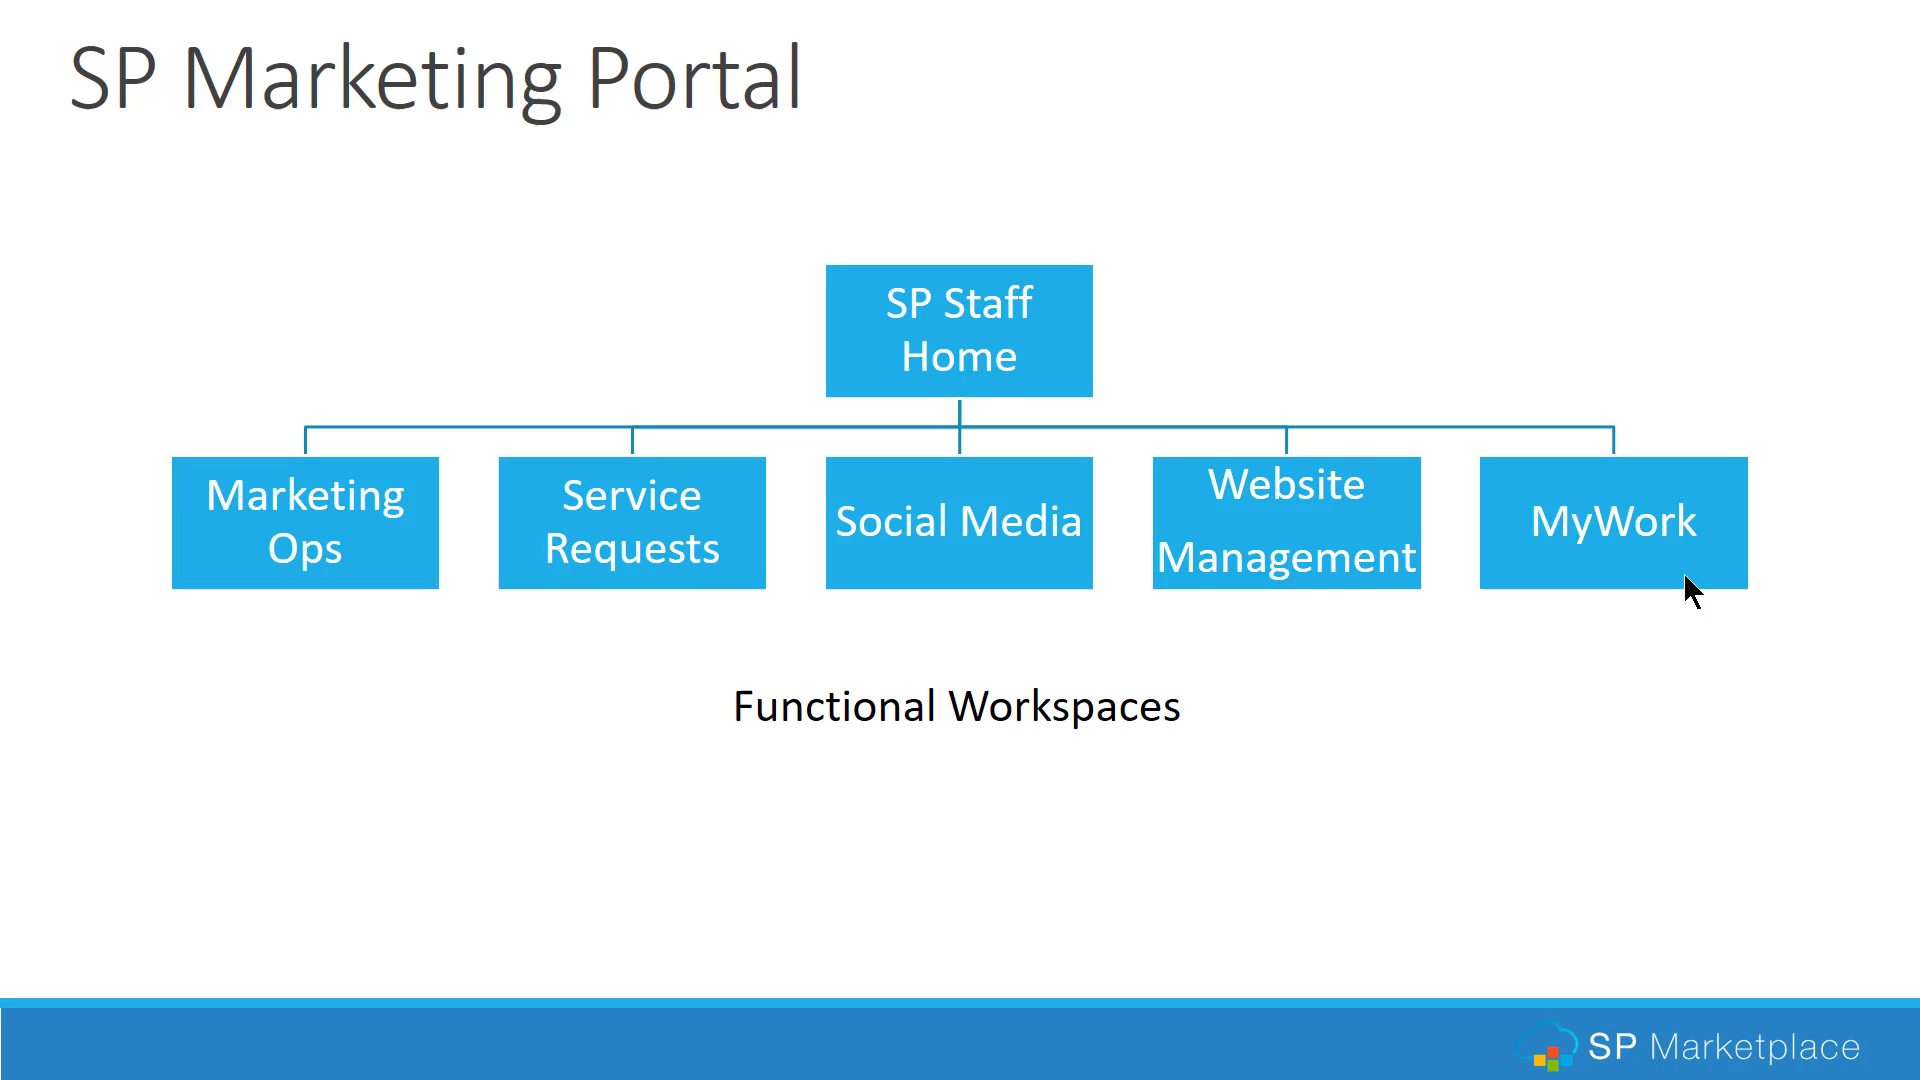 SP Marketing Portal
SP Staff
Home
Marketing
Ops
Service
Requests
Social Media
Website
Management
MyWork
Functional Workspaces
SP Marketplace